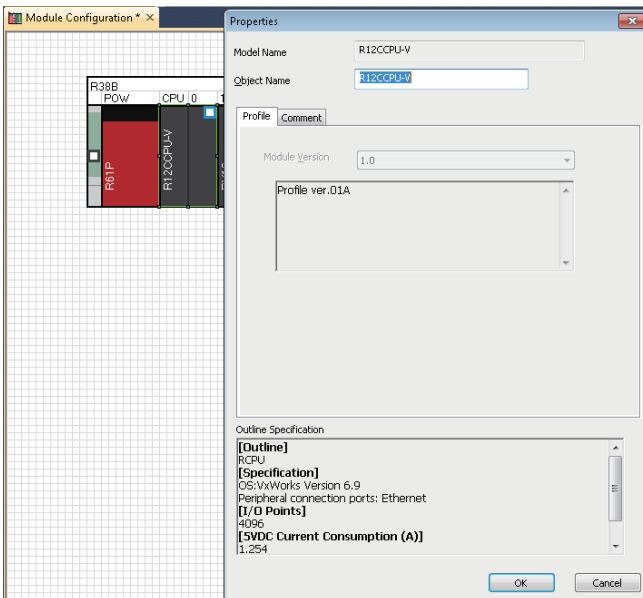 Module Configuration * ×
Properties
Model Name
R12CCPU-V
Object Name
R12CCPU-V
Profile
Comment
Module Version
1.0
Profile ver.01A
R38B
POW
CPU
0
1
R61P
R12CCPU-V
Outline Specification
[Outline]
RCPU
[Specification]
OS:VxWorks Version 6.9
Peripheral connection ports: Ethernet
[I/O Points]
4096
[5VDC Current Consumption (A)]
1.254
OK
Cancel